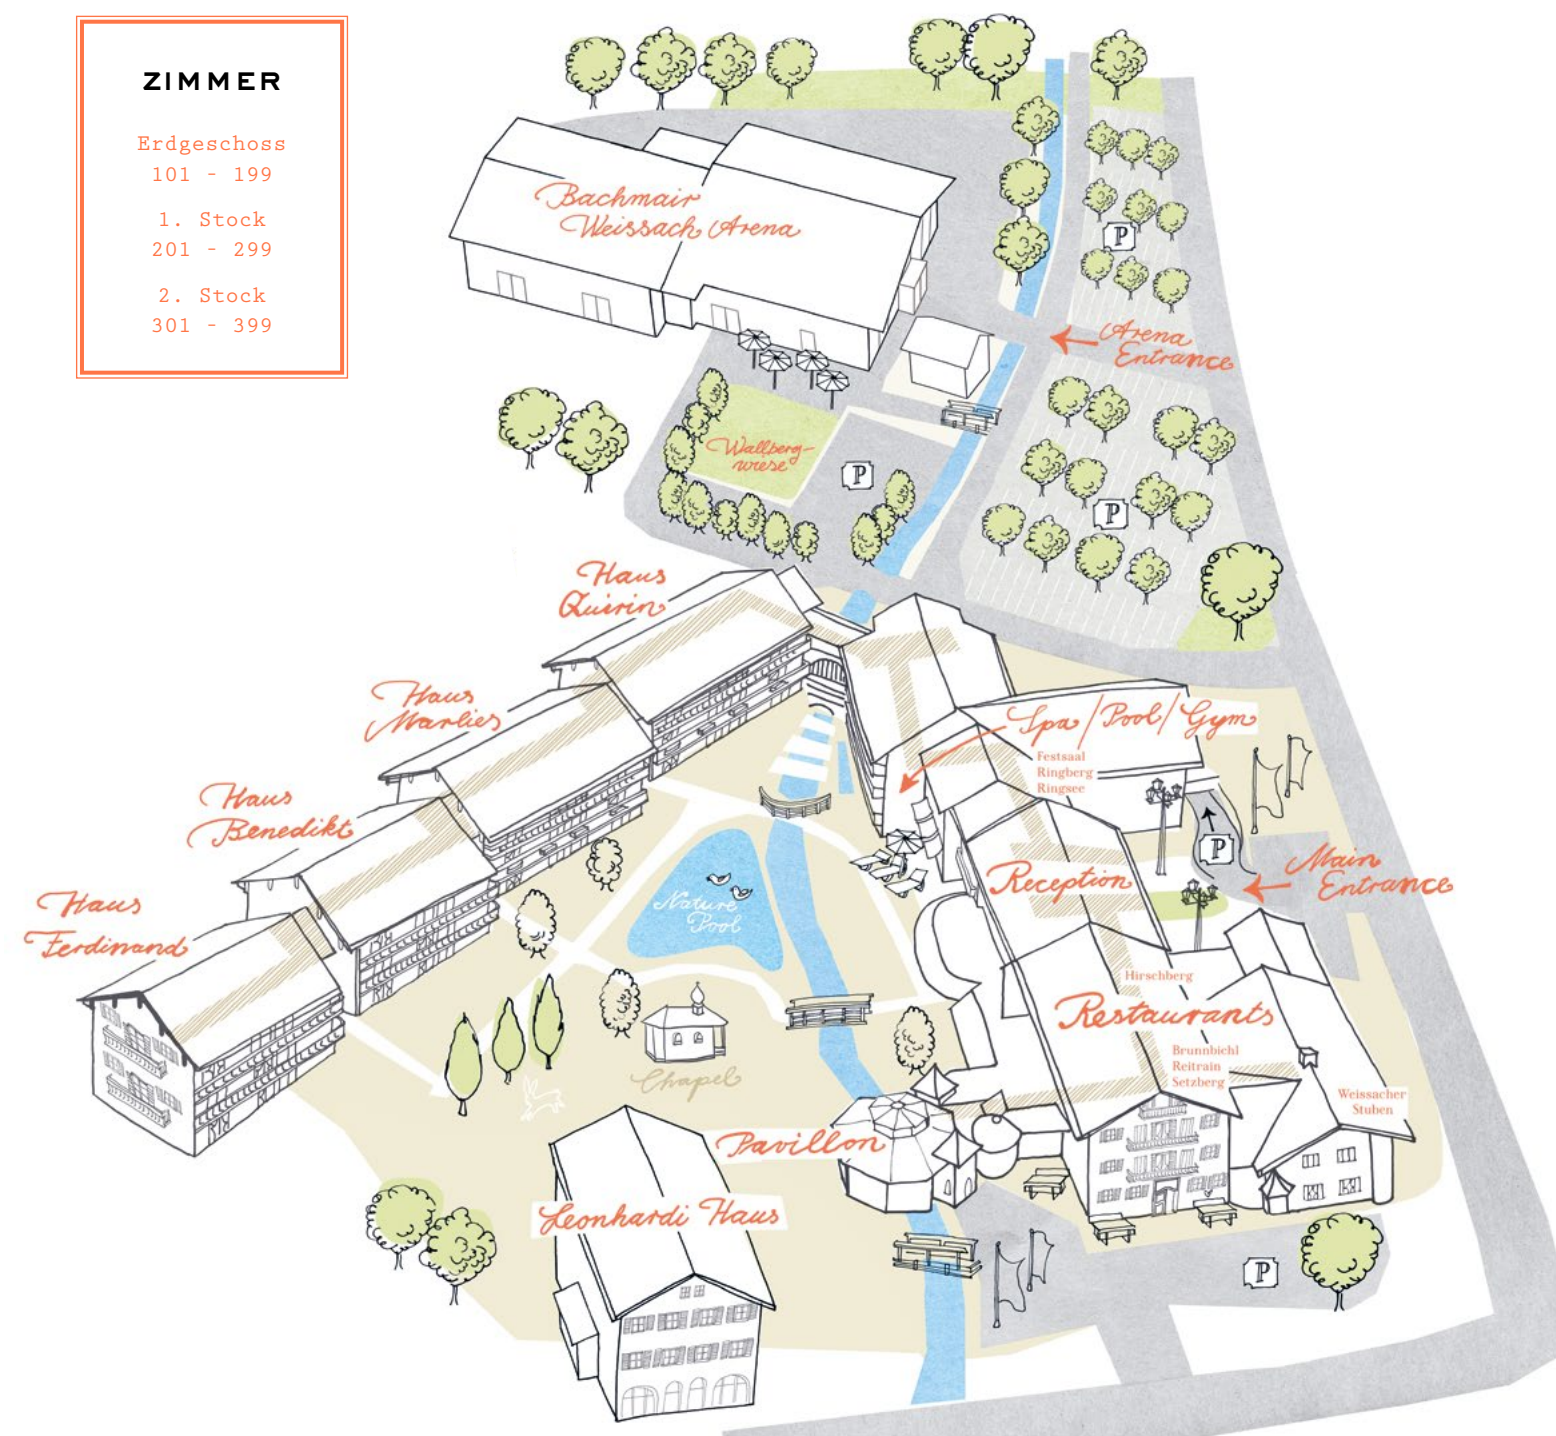 ZIMMER
Erdgeschoss
101 - 199
1. Stock
201 - 299
2. Stock
301 - 399
Bachmair
Weissach Arena
P
Arena
Entrance
Wallberg-
wiese
P
P
Haus
Quirin
Haus
Marlies
Spa/Pool/Gym
Festsaal
Ringberg
Ringsee
Haus
Benedikt
P
Main
Entrance
Reception
Haus
Ferdinand
Nature
Pool
Hirschberg
Restaurants
Brunnbichl
Reitrain
Setzberg
Weissacher
Stuben
Chapel
Pavillon
Leonhardi Haus
P